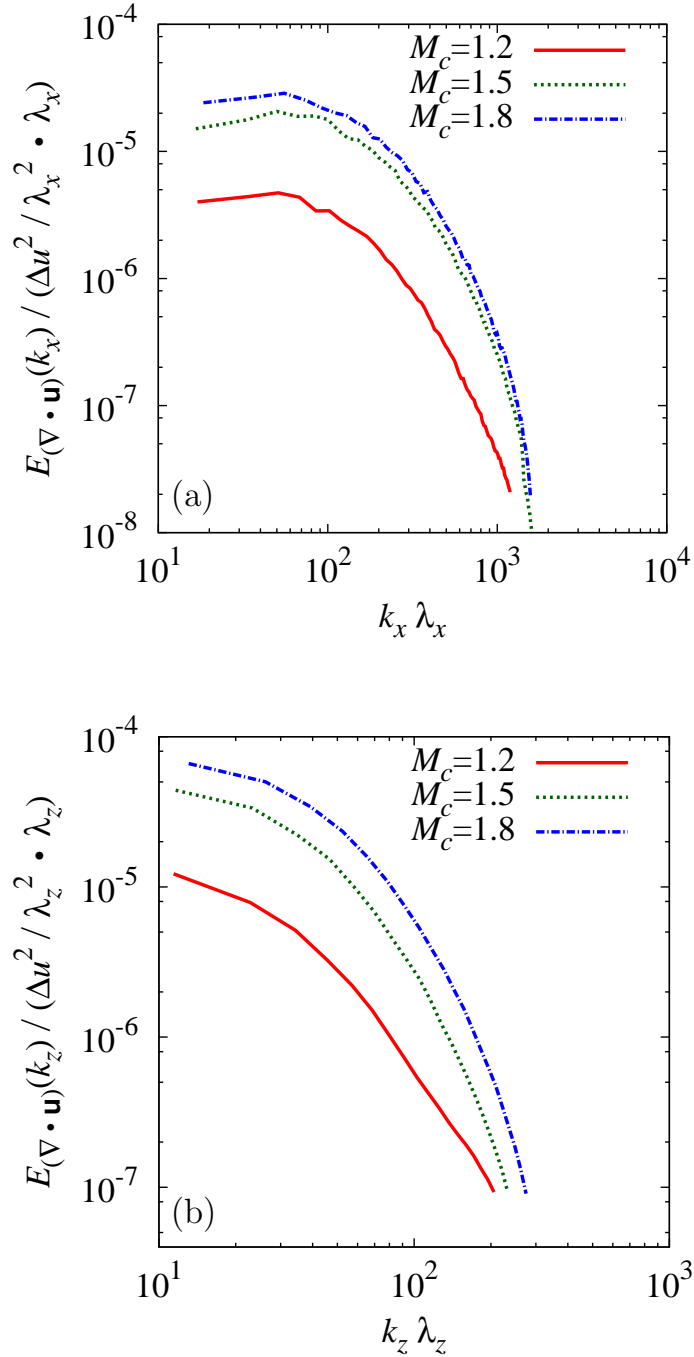 10^-4
10^-5
10^-6
10^-7
10^-8
E_(∇•u)(k_x) / (Δu^2 / λ_x^2 • λ_x)
M_c=1.2
M_c=1.5
M_c=1.8
(a)
10^1 10^2 10^3 10^4
k_x λ_x
10^-4
10^-5
10^-6
10^-7
E_(∇•u)(k_z) / (Δu^2 / λ_z^2 • λ_z)
M_c=1.2
M_c=1.5
M_c=1.8
(b)
10^1 10^2 10^3
k_z λ_z